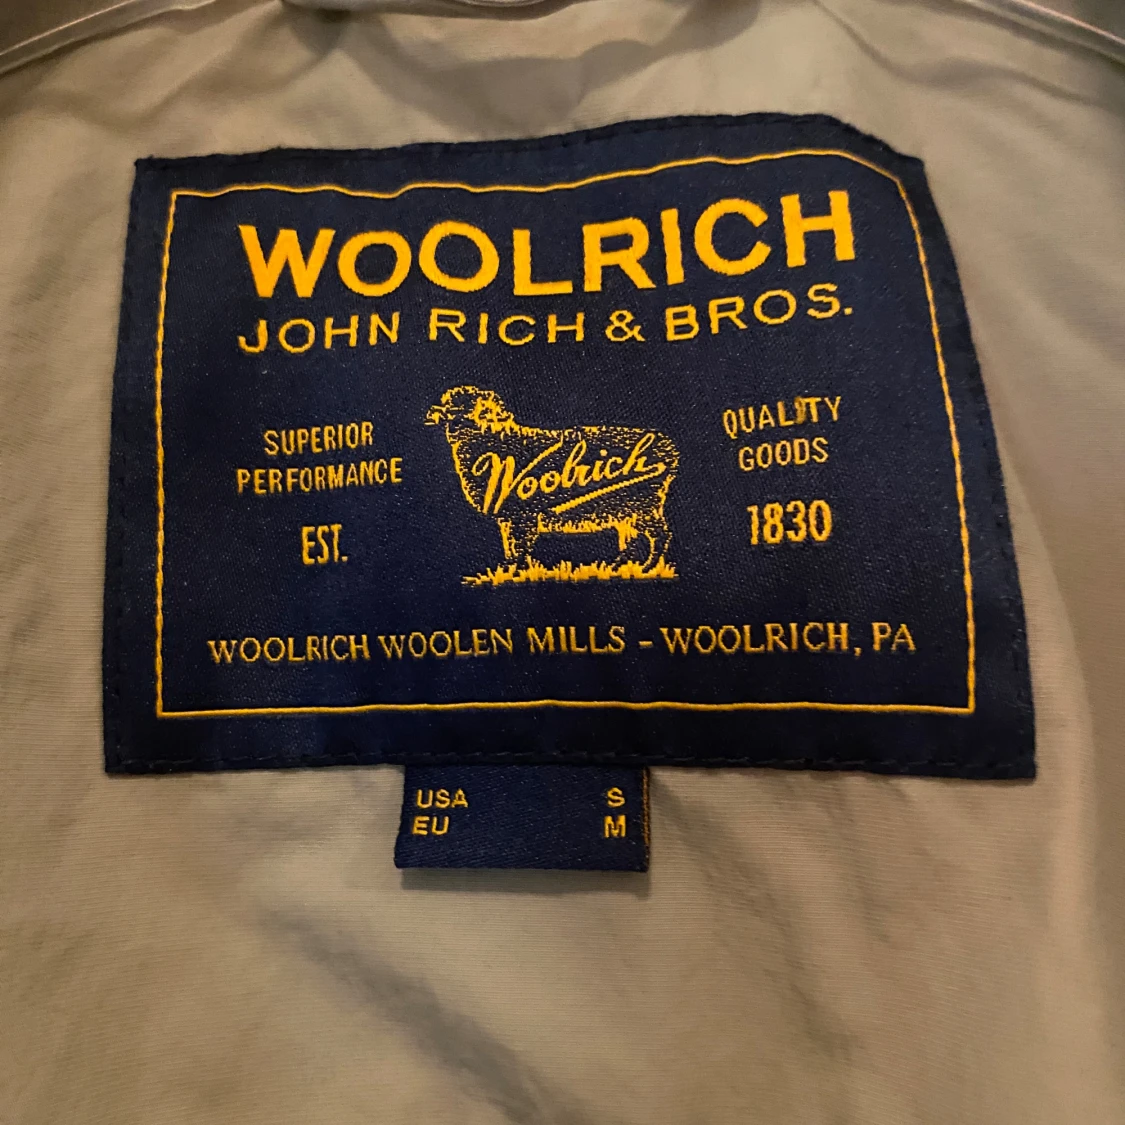 WOOLRICH
JOHN RICH & BROS.
SUPERIOR
PERFORMANCE
EST.
Woolrich
QUALITY
GOODS
1830
WOOLRICH WOOLEN MILLS - WOOLRICH, PA
USA S
EU M